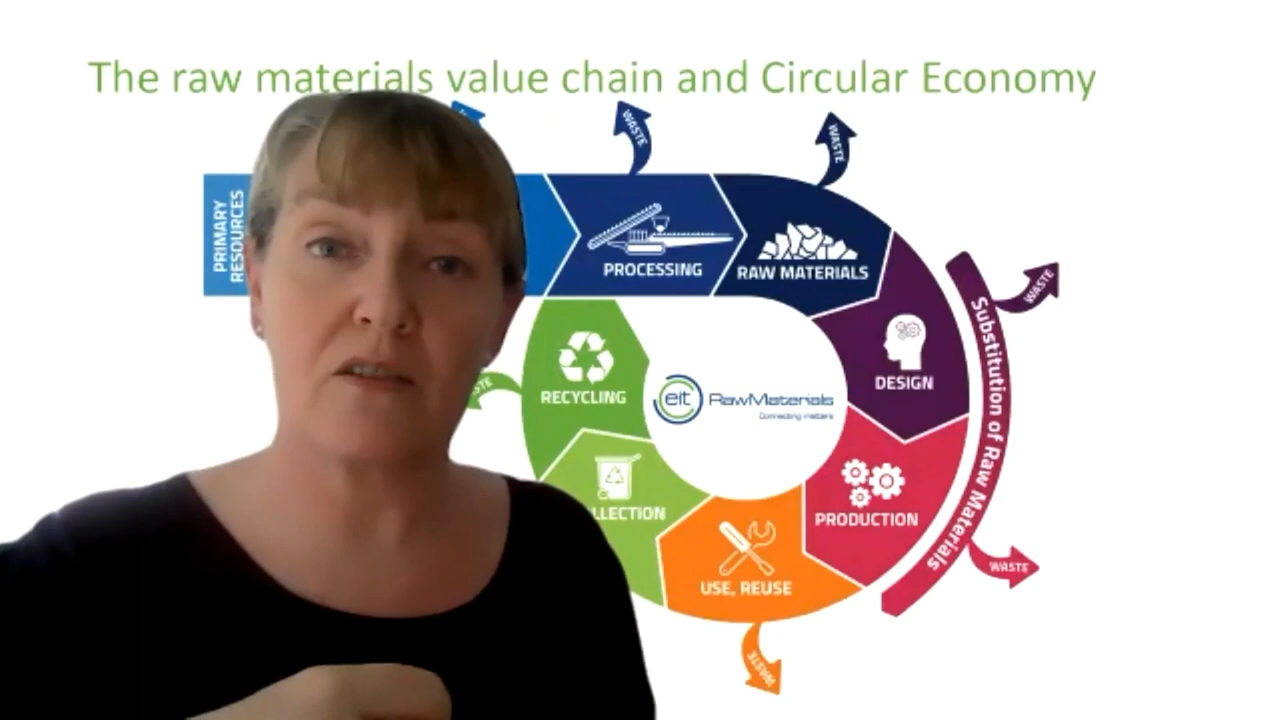 The raw materials value chain and Circular Economy
WASTE
WASTE
PRIMARY
RESOURCES
PROCESSING
RAW MATERIALS
WASTE
Substitution of Raw Materials
DESIGN
RECYCLING
eit RawMaterials
Connecting matters
LLECTION
PRODUCTION
WASTE
USE, REUSE
WASTE